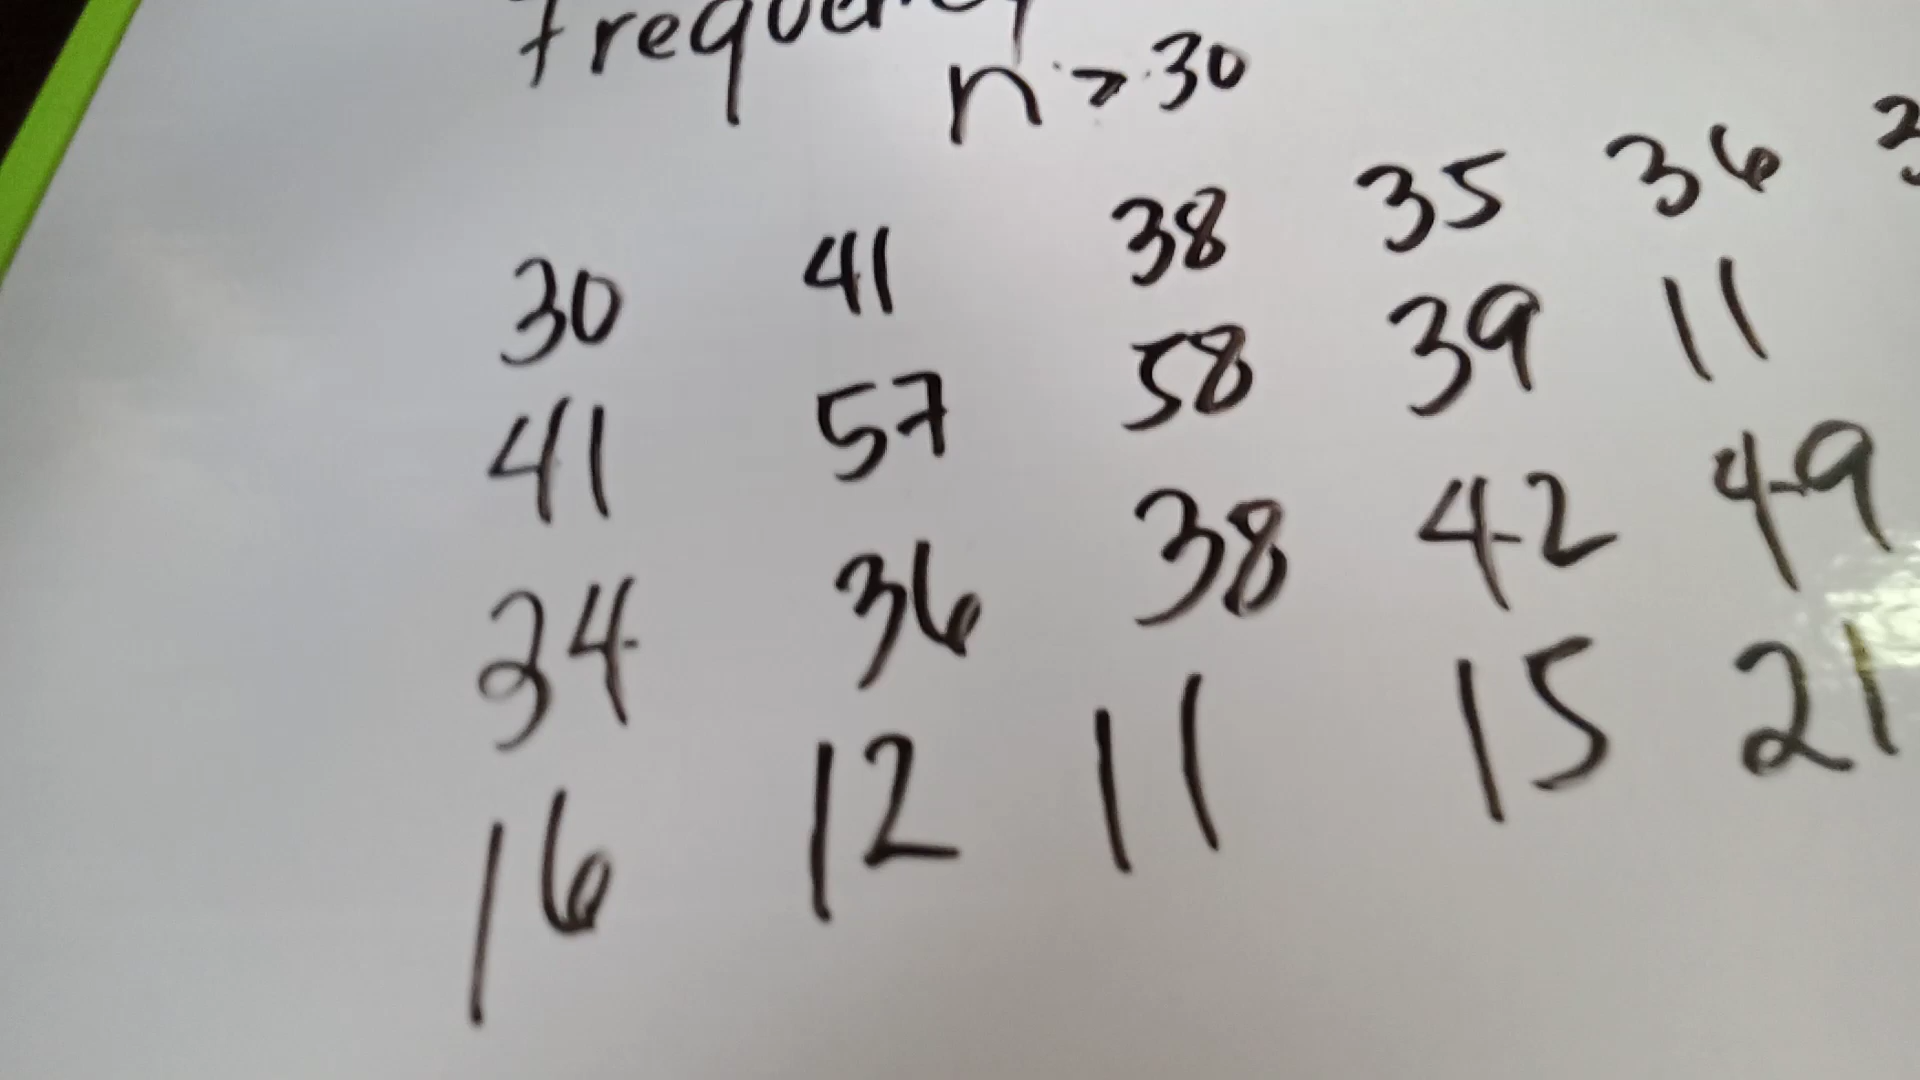 Frequency
n > 30
30 41 38 35 36
41 57 58 39 11
34 36 38 42 49
16 12 11 15 21